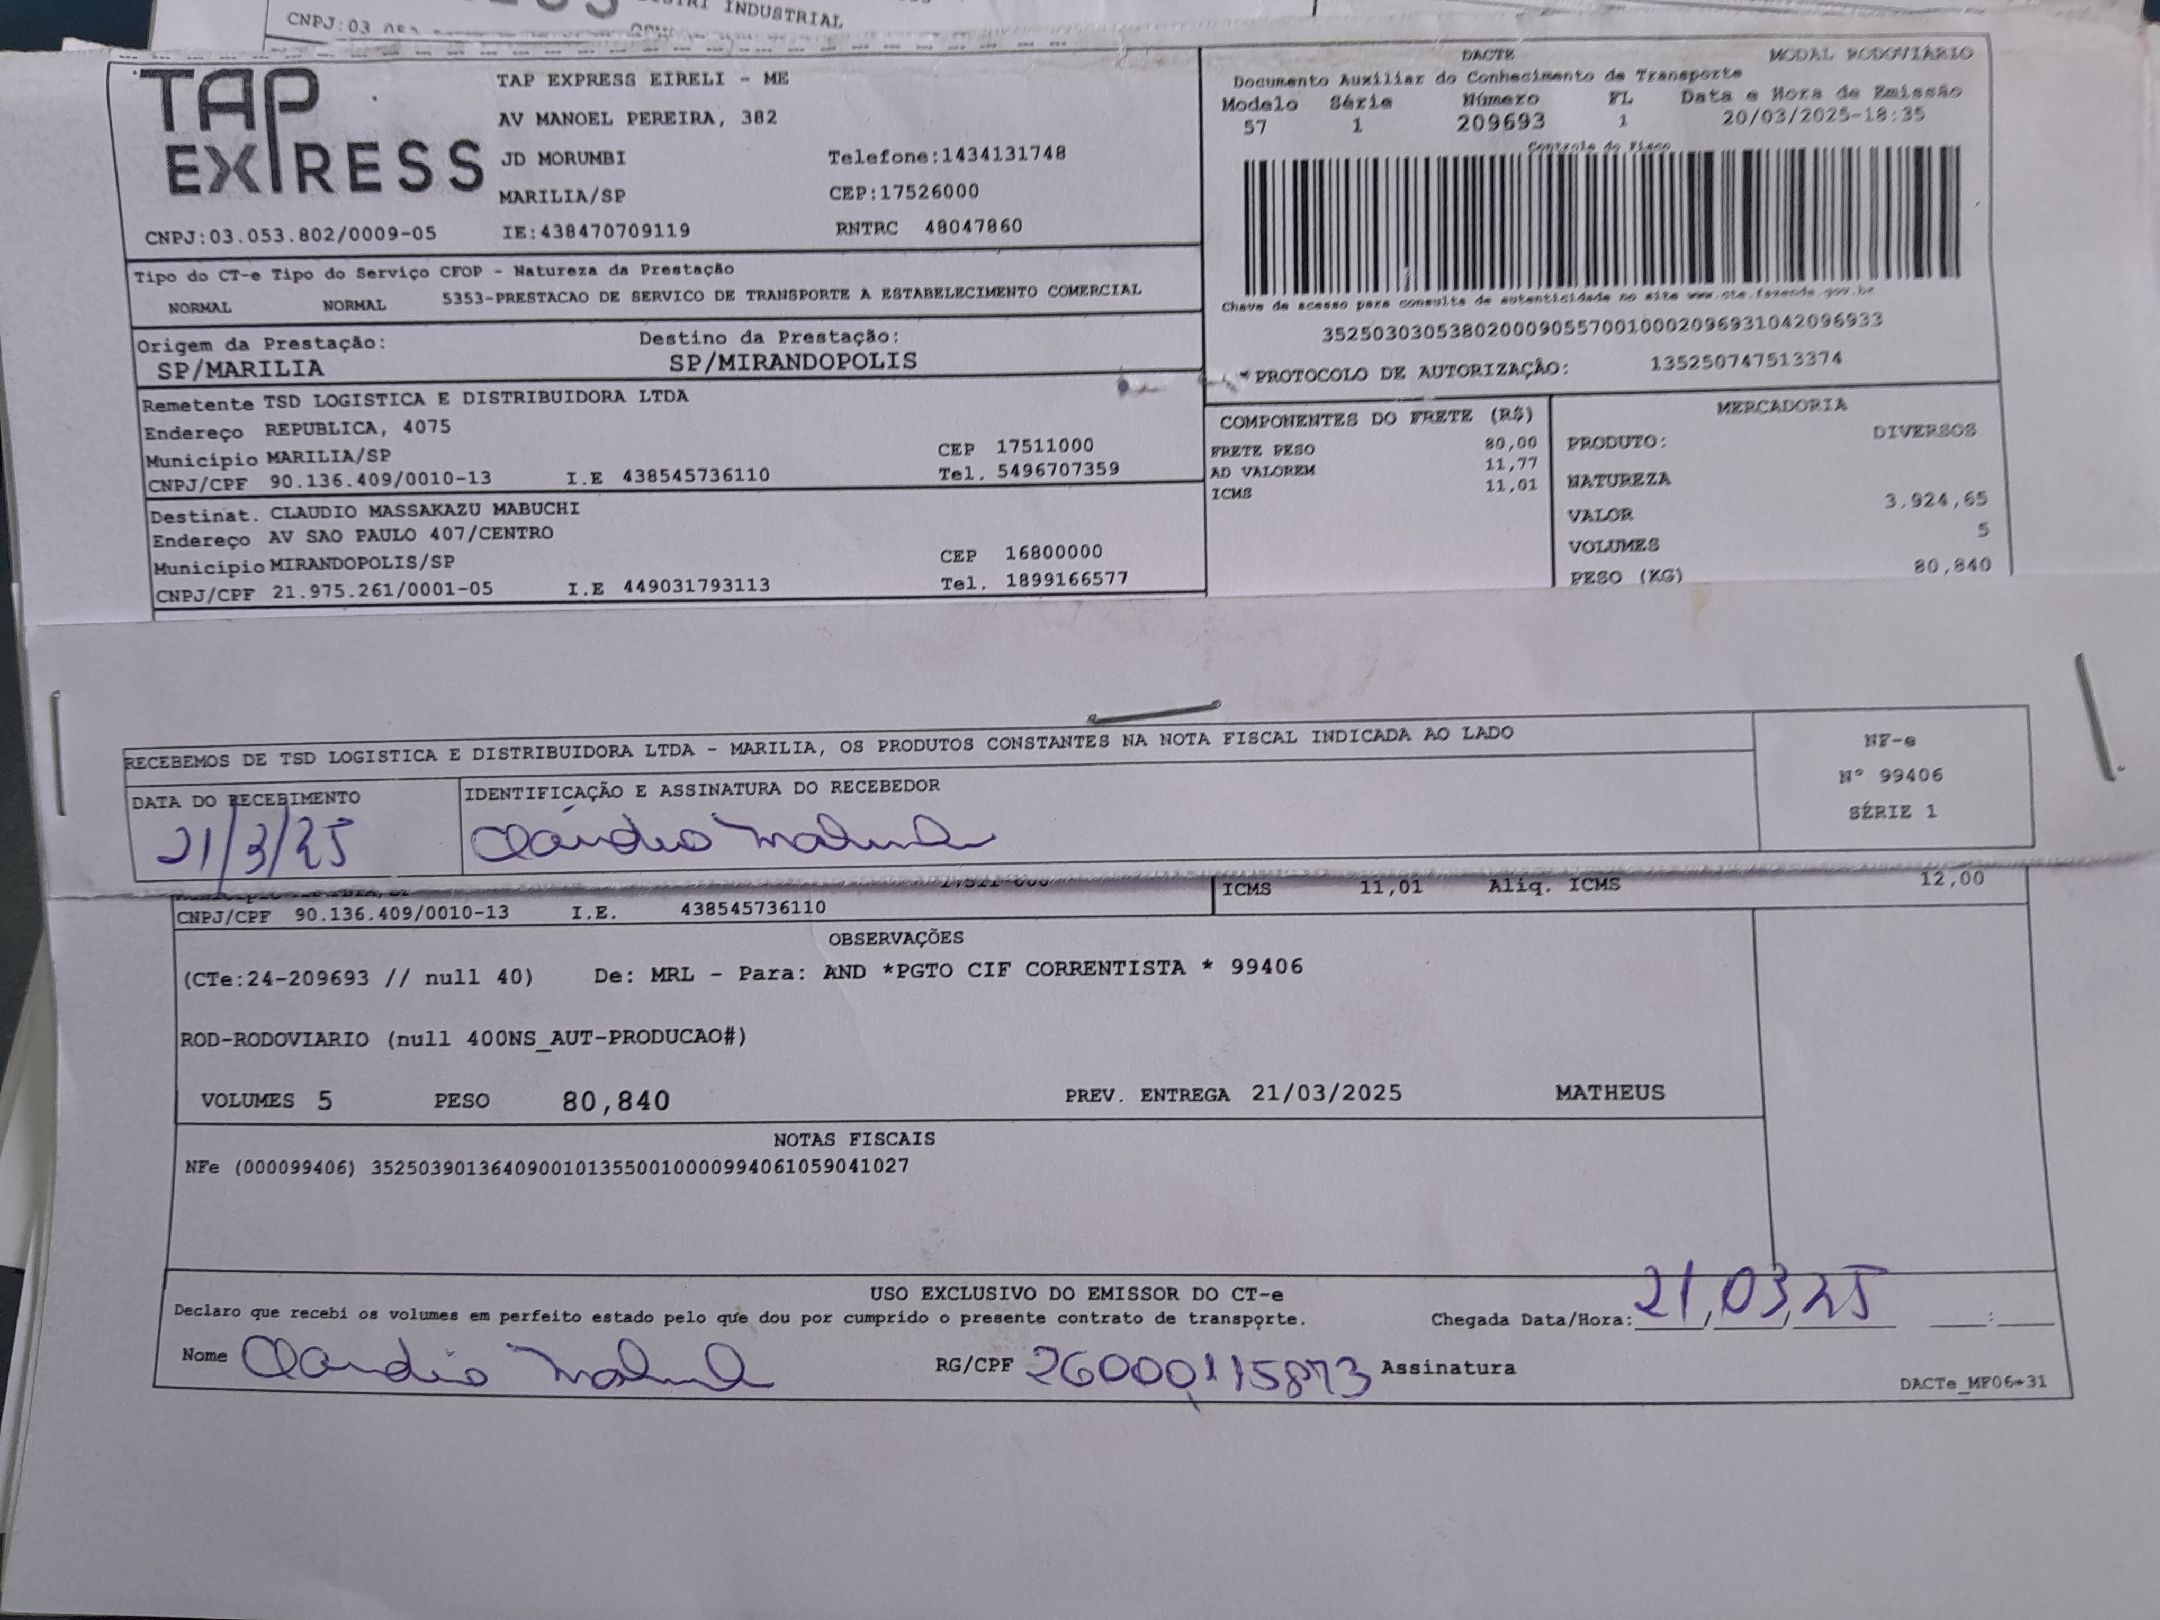 INDUSTRIAL
CNPJ:03
TAP EXPRESS
TAP EXPRESS EIRELI - ME
AV MANOEL PEREIRA, 382
JD MORUMBI Telefone:1434131748
MARILIA/SP CEP:17526000
CNPJ:03.053.802/0009-05 IE:438470709119 RNTRC 48047860
DACTE MODAL RODOVIÁRIO
Documento Auxiliar do Conhecimento de Transporte
Modelo Série Número FL Data e Hora de Emissão
57 1 209693 1 20/03/2025-18:35
Controle do Fisco
Chave de acesso para consulta de autenticidade no site www.cte.fazenda.gov.br
35250303053802000905570010002096931042096933
PROTOCOLO DE AUTORIZAÇÃO: 135250747513374
Tipo do CT-e Tipo do Serviço CFOP - Natureza da Prestação
NORMAL NORMAL 5353-PRESTACAO DE SERVICO DE TRANSPORTE A ESTABELECIMENTO COMERCIAL
Origem da Prestação: Destino da Prestação:
SP/MARILIA SP/MIRANDOPOLIS
Remetente TSD LOGISTICA E DISTRIBUIDORA LTDA
Endereço REPUBLICA, 4075
Municipio MARILIA/SP CEP 17511000
CNPJ/CPF 90.136.409/0010-13 I.E 438545736110 Tel. 5496707359
Destinat. CLAUDIO MASSAKAZU MABUCHI
Endereço AV SAO PAULO 407/CENTRO
Municipio MIRANDOPOLIS/SP CEP 16800000
CNPJ/CPF 21.975.261/0001-05 I.E 449031793113 Tel. 1899166577
COMPONENTES DO FRETE (R$)
FRETE PESO 80,00
AD VALOREM 11,77
ICMS 11,01
MERCADORIA
PRODUTO: DIVERSOS
NATUREZA
VALOR 3.924,65
VOLUMES 5
PESO (KG) 80,840
RECEBEMOS DE TSD LOGISTICA E DISTRIBUIDORA LTDA - MARILIA, OS PRODUTOS CONSTANTES NA NOTA FISCAL INDICADA AO LADO
DATA DO RECEBIMENTO IDENTIFICAÇÃO E ASSINATURA DO RECEBEDOR
21/3/25 Claudio
NF-e
Nº 99406
SÉRIE 1
CNPJ/CPF 90.136.409/0010-13 I.E. 438545736110
ICMS 11,01 Aliq. ICMS 12,00
OBSERVAÇÕES
(CTe:24-209693 // null 40) De: MRL - Para: AND *PGTO CIF CORRENTISTA * 99406
ROD-RODOVIARIO (null 400NS_AUT-PRODUCAO#)
VOLUMES 5 PESO 80,840 PREV. ENTREGA 21/03/2025 MATHEUS
NOTAS FISCAIS
NFe (000099406) 35250390136409001013550010000994061059041027
USO EXCLUSIVO DO EMISSOR DO CT-e
Declaro que recebi os volumes em perfeito estado pelo que dou por cumprido o presente contrato de transporte. Chegada Data/Hora: 21/03/25 :
Nome Claudio RG/CPF Assinatura
DACTe_MF06-31